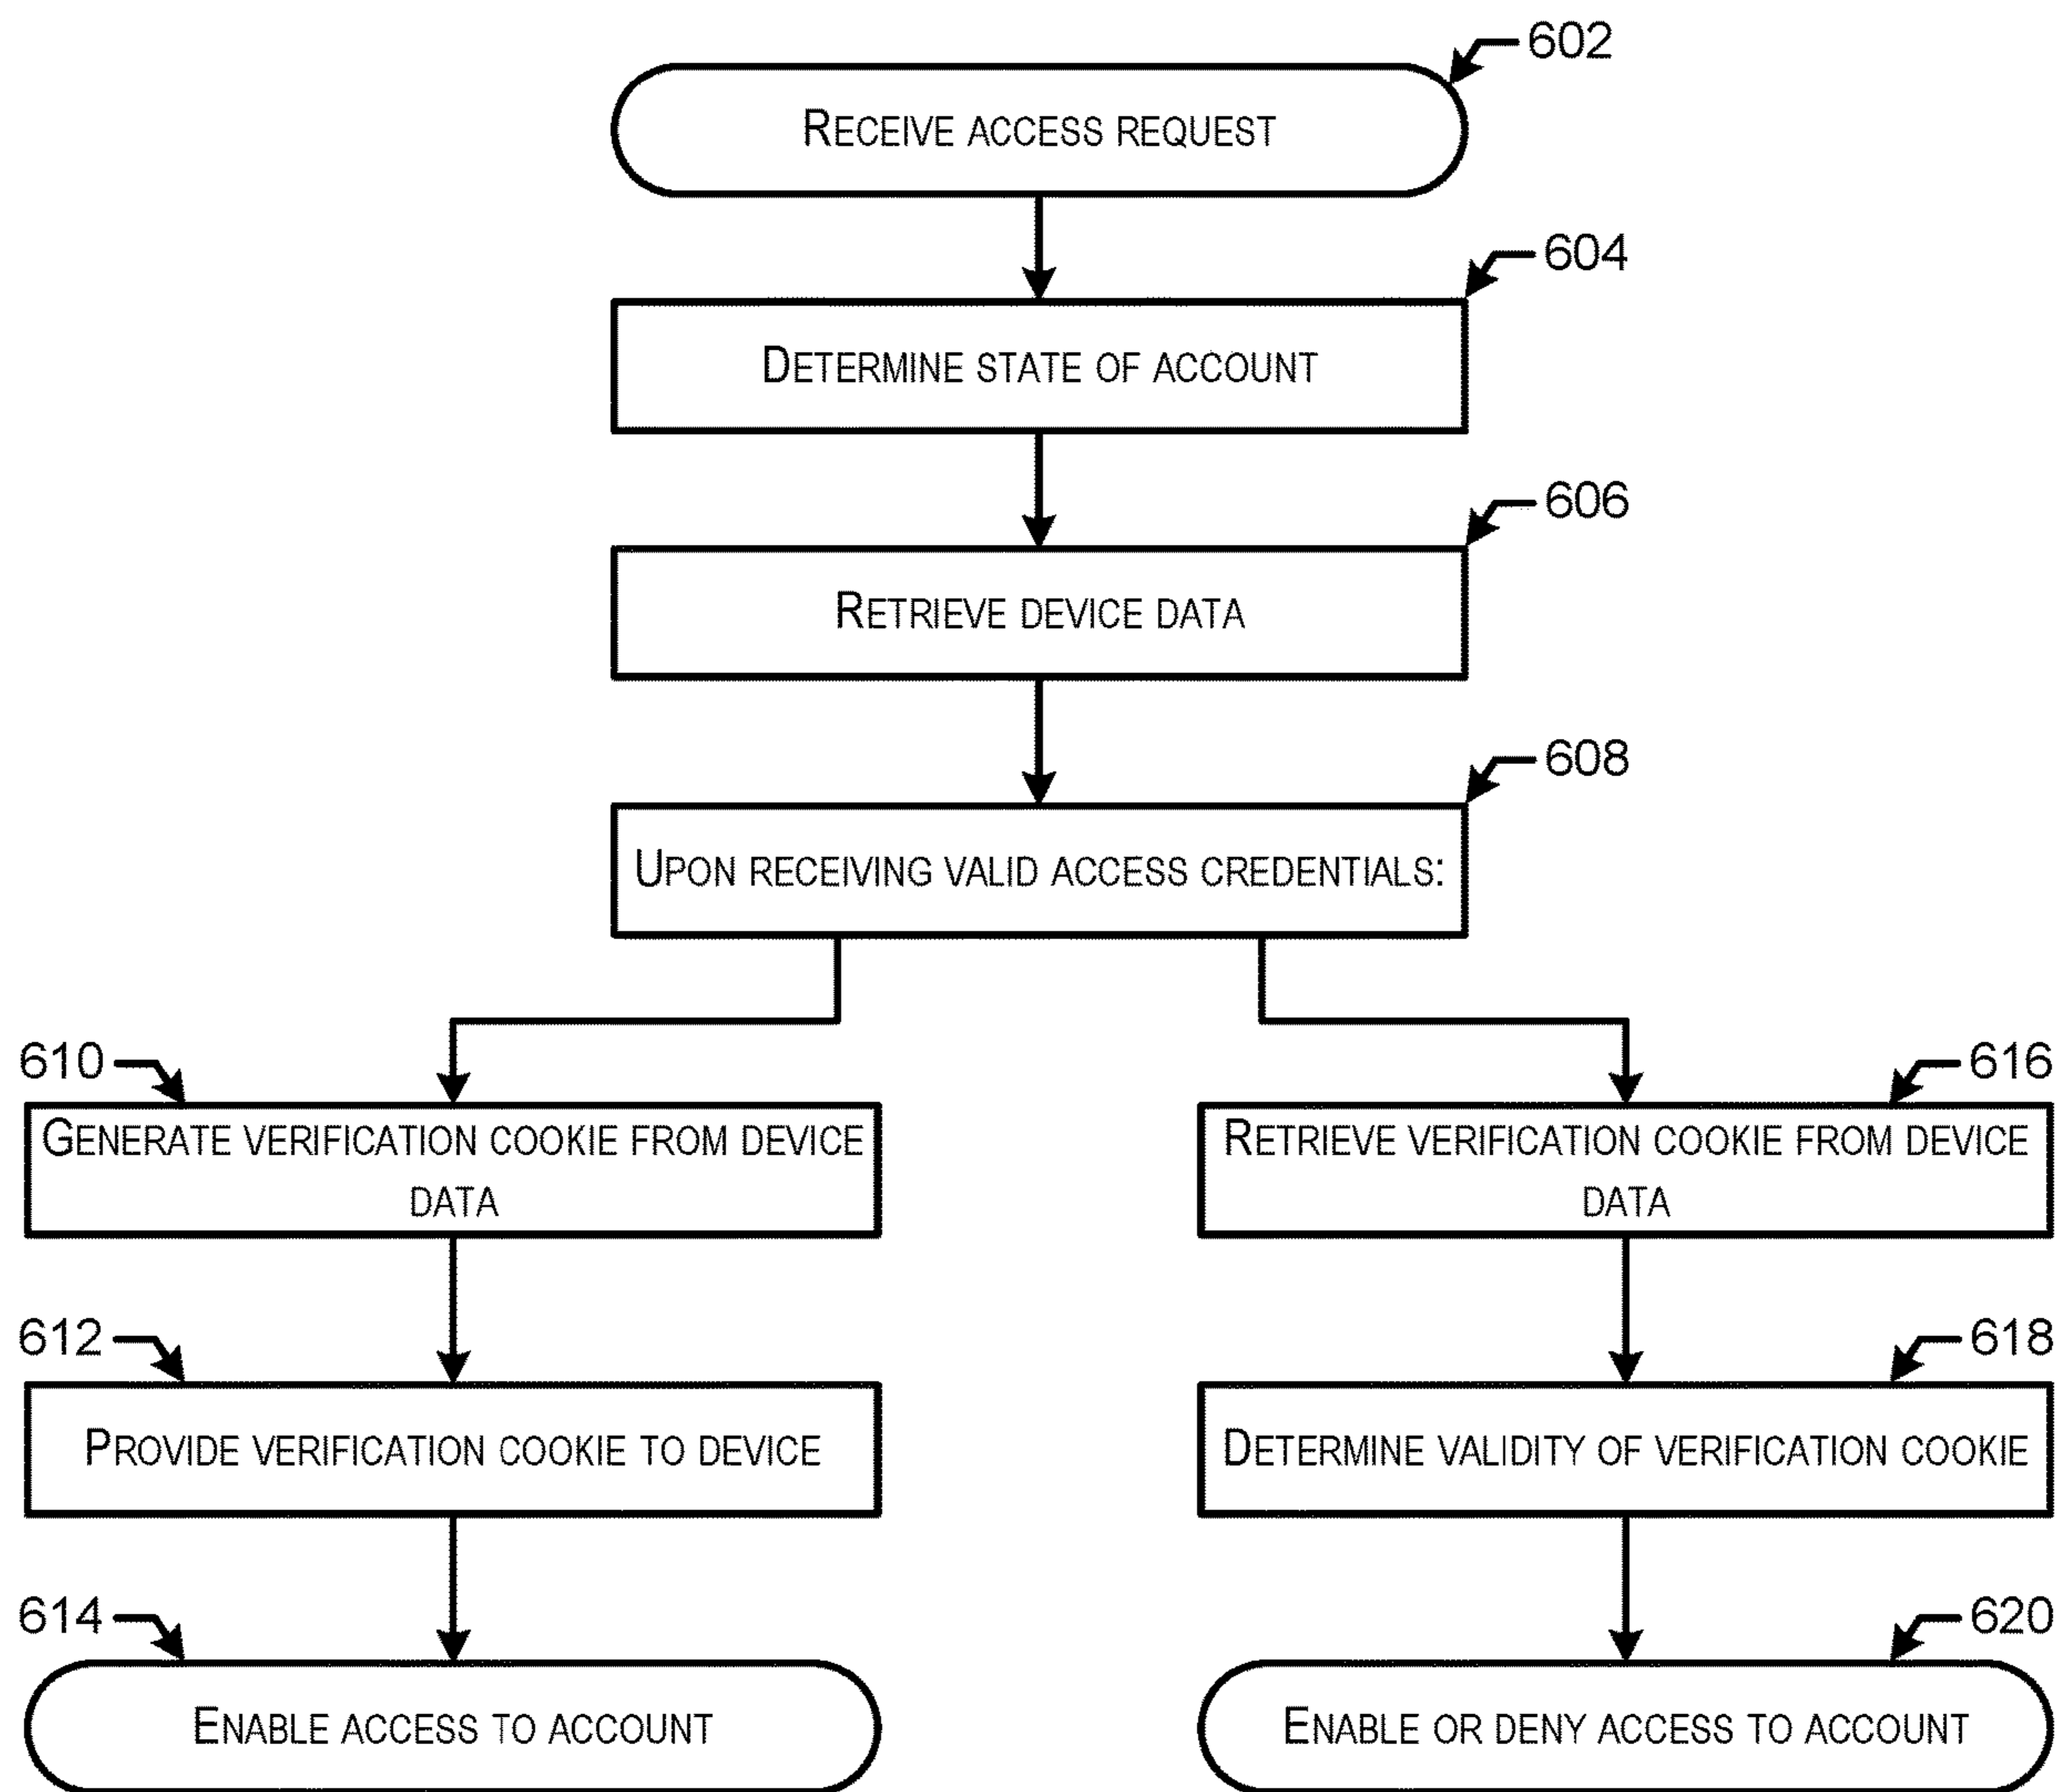 602
RECEIVE ACCESS REQUEST
604
DETERMINE STATE OF ACCOUNT
606
RETRIEVE DEVICE DATA
608
UPON RECEIVING VALID ACCESS CREDENTIALS:
610
GENERATE VERIFICATION COOKIE FROM DEVICE
DATA
612
PROVIDE VERIFICATION COOKIE TO DEVICE
614
ENABLE ACCESS TO ACCOUNT
616
RETRIEVE VERIFICATION COOKIE FROM DEVICE
DATA
618
DETERMINE VALIDITY OF VERIFICATION COOKIE
620
ENABLE OR DENY ACCESS TO ACCOUNT